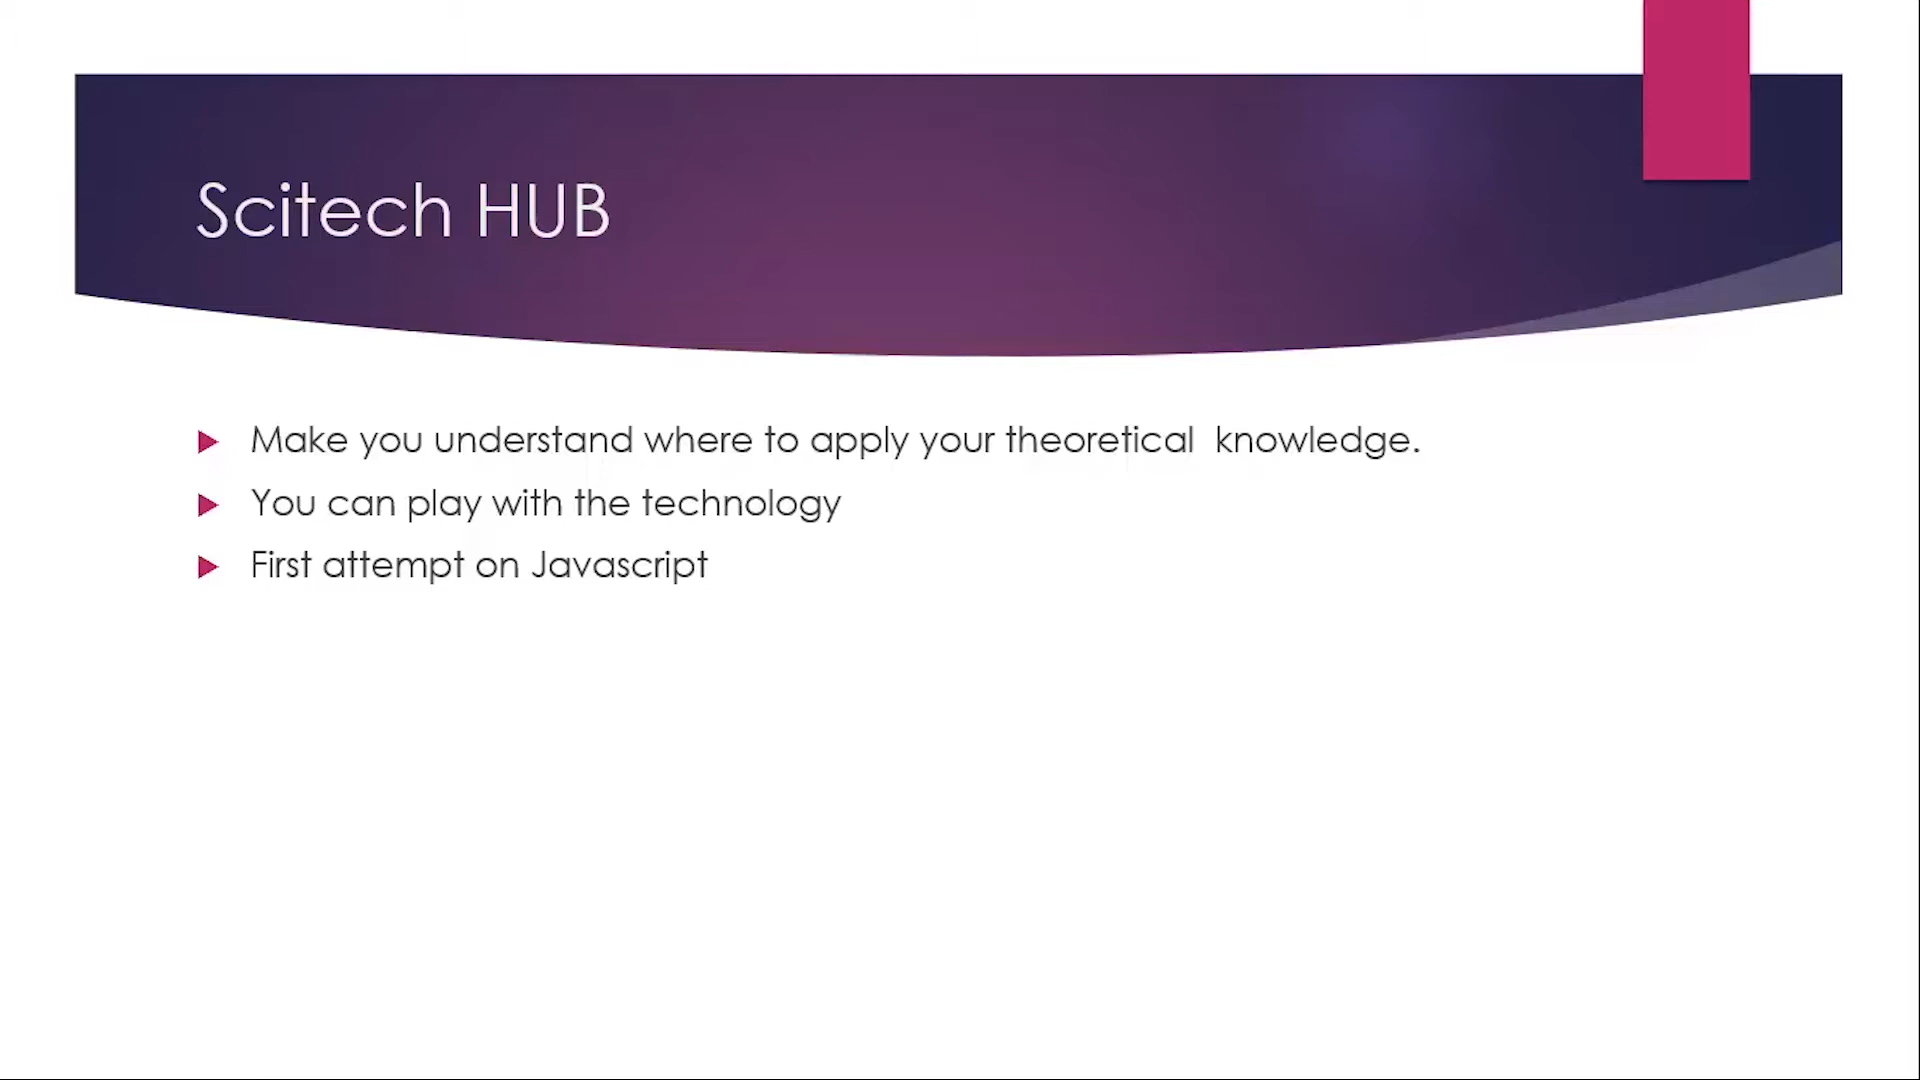 Scitech HUB
Make you understand where to apply your theoretical  knowledge.
You can play with the technology
First attempt on Javascript